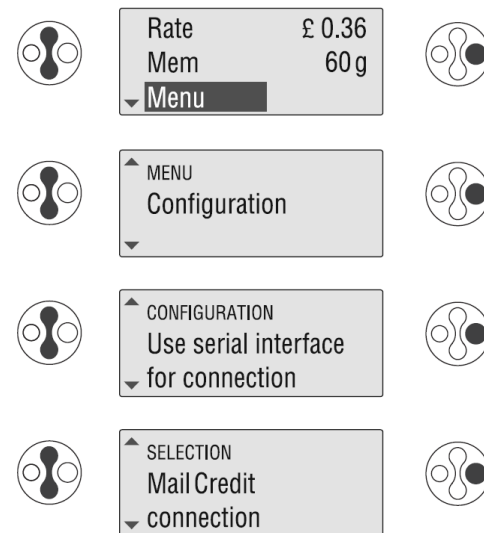 Rate £ 0.36
Mem 60 g
Menu
MENU
Configuration
CONFIGURATION
Use serial interface
for connection
SELECTION
Mail Credit
connection